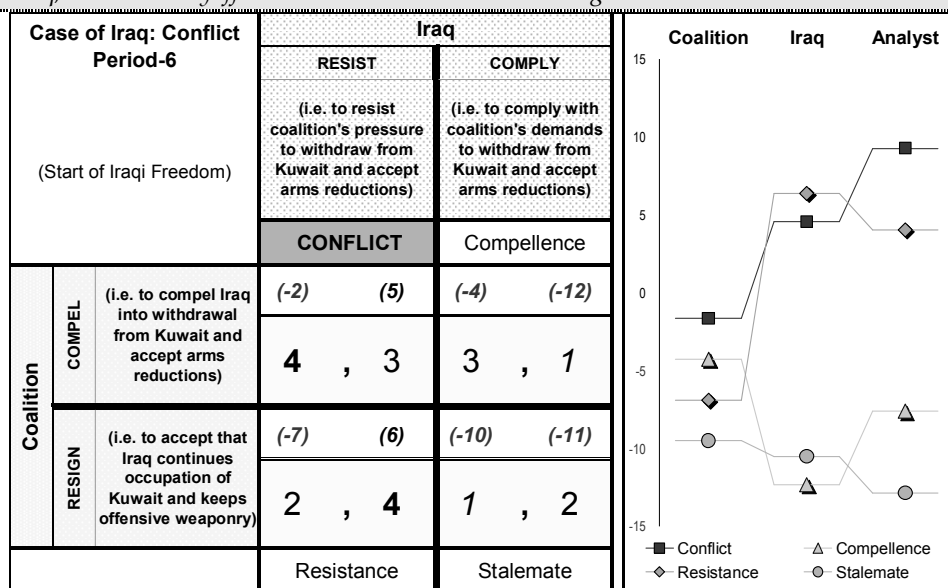 Case of Iraq: Conflict
Period-6
(Start of Iraqi Freedom)
Iraq
RESIST
COMPLY
(i.e. to resist
coalition's pressure
to withdraw from
Kuwait and accept
arms reductions)
(i.e. to comply with
coalition's demands
to withdraw from
Kuwait and accept
arms reductions)
CONFLICT
Compellence
Coalition
COMPEL
(i.e. to compel Iraq
into withdrawal
from Kuwait and
accept arms
reductions)
(-2) (5) (-4) (-12)
4 , 3 3 , 1
RESIGN
(i.e. to accept that
Iraq continues
occupation of
Kuwait and keeps
offensive weaponry)
(-7) (6) (-10) (-11)
2 , 4 1 , 2
Resistance
Stalemate
Coalition Iraq Analyst
15
10
5
0
-5
-10
-15
Conflict
Compellence
Resistance
Stalemate